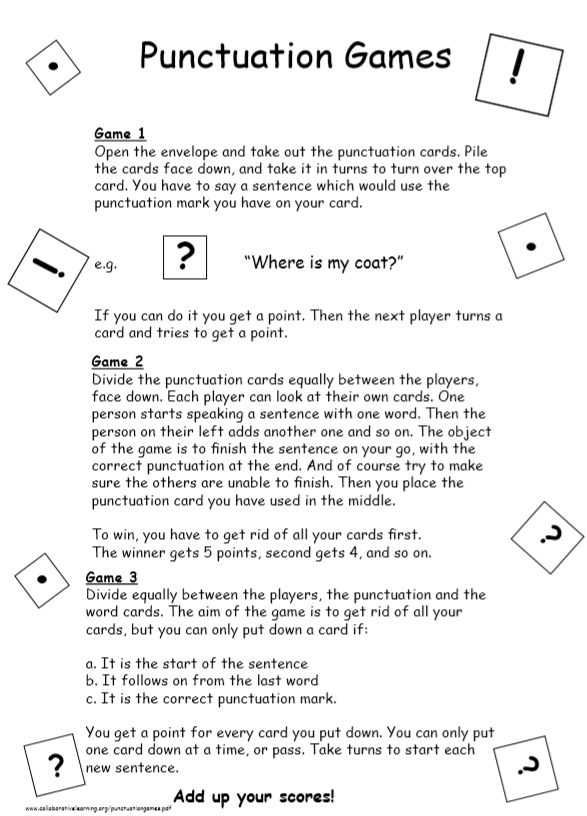 Punctuation Games
.
!
Game 1
Open the envelope and take out the punctuation cards. Pile
the cards face down, and take it in turns to turn over the top
card. You have to say a sentence which would use the
punctuation mark you have on your card.
!
e.g.
?
“Where is my coat?”
.
If you can do it you get a point. Then the next player turns a
card and tries to get a point.
Game 2
Divide the punctuation cards equally between the players,
face down. Each player can look at their own cards. One
person starts speaking a sentence with one word. Then the
person on their left adds another one and so on. The object
of the game is to finish the sentence on your go, with the
correct punctuation at the end. And of course try to make
sure the others are unable to finish. Then you place the
punctuation card you have used in the middle.
To win, you have to get rid of all your cards first.
The winner gets 5 points, second gets 4, and so on.
?
.
Game 3
Divide equally between the players, the punctuation and the
word cards. The aim of the game is to get rid of all your
cards, but you can only put down a card if:
a. It is the start of the sentence
b. It follows on from the last word
c. It is the correct punctuation mark.
You get a point for every card you put down. You can only put
one card down at a time, or pass. Take turns to start each
new sentence.
?
?
Add up your scores!
www.collaborativelearning.org/punctuationgames.pdf